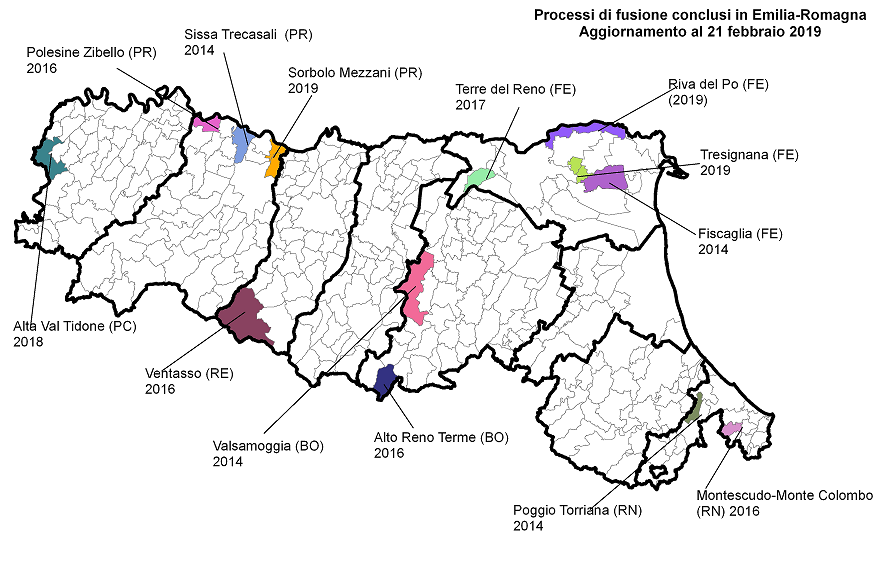 Processi di fusione conclusi in Emilia-Romagna
Aggiornamento al 21 febbraio 2019
Sissa Trecasali (PR)
2014
Polesine Zibello (PR)
2016
Sorbolo Mezzani (PR)
2019
Terre del Reno (FE)
2017
Riva del Po (FE)
(2019)
Tresignana (FE)
2019
Fiscaglia (FE)
2014
Alta Val Tidone (PC)
2018
Ventasso (RE)
2016
Valsamoggia (BO)
2014
Alto Reno Terme (BO)
2016
Poggio Torriana (RN)
2014
Montescudo-Monte Colombo
(RN) 2016